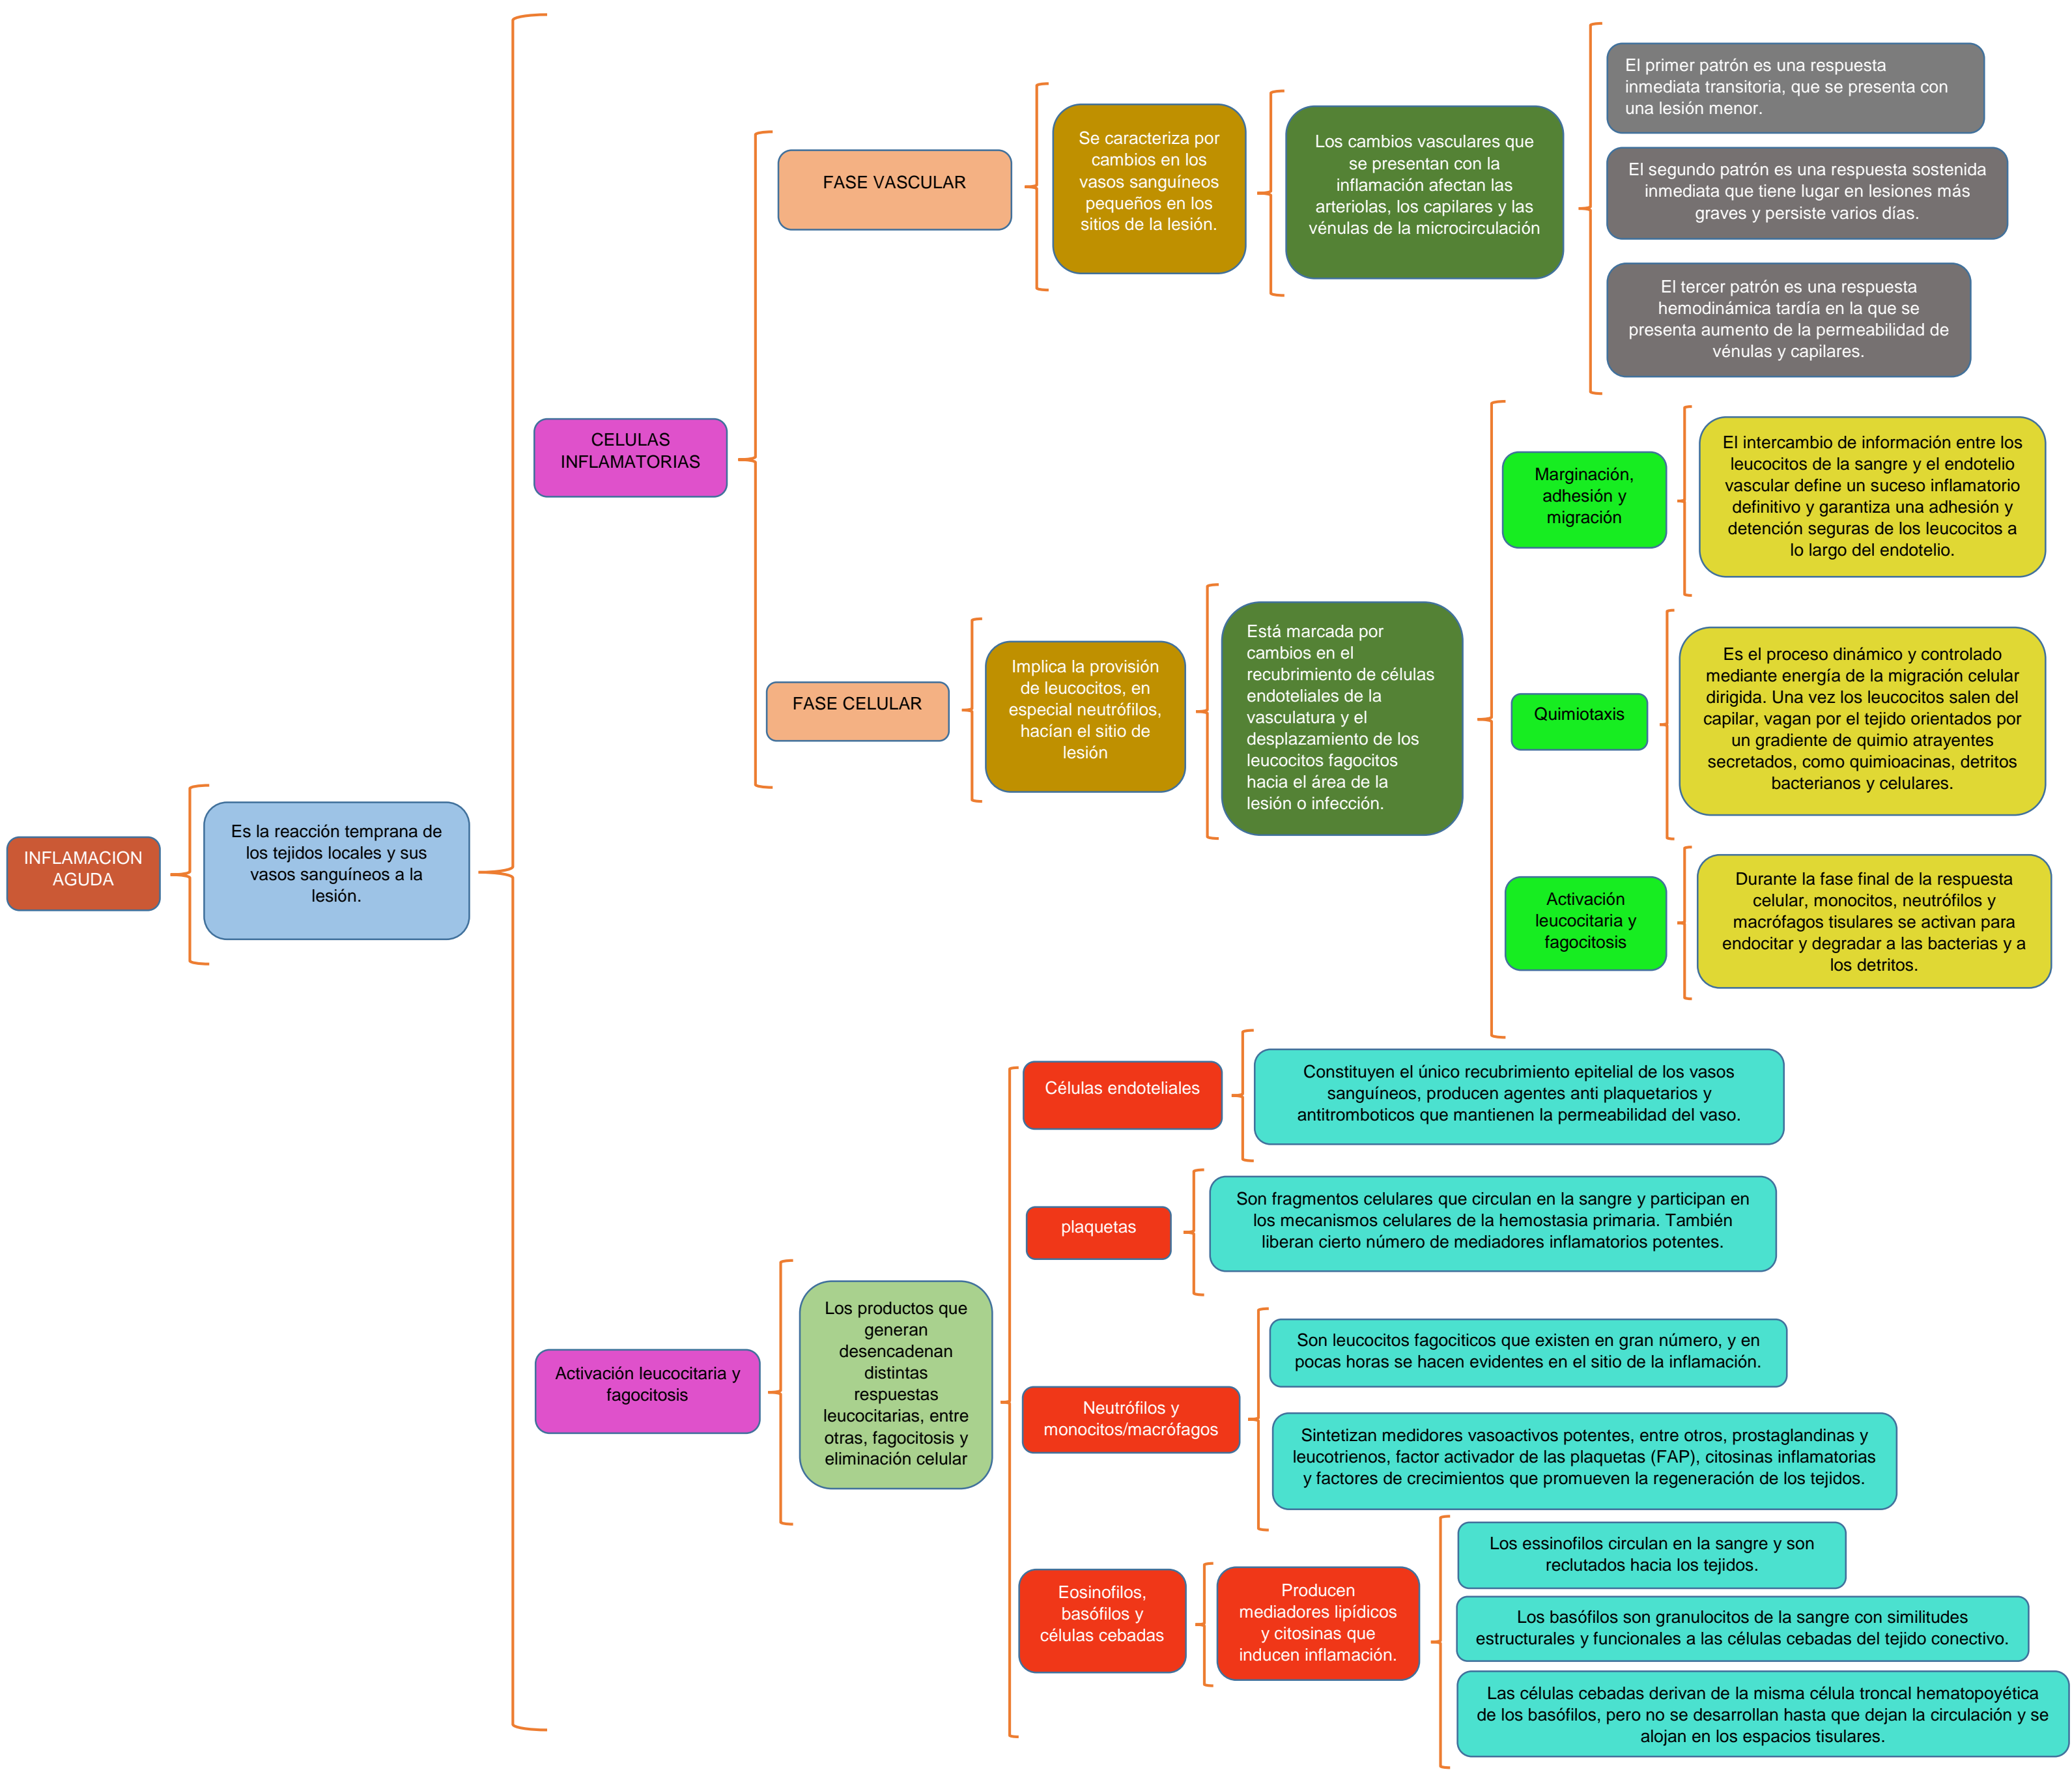 INFLAMACION
AGUDA
Es la reacción temprana de
los tejidos locales y sus
vasos sanguíneos a la
lesión.
CELULAS
INFLAMATORIAS
FASE VASCULAR
Se caracteriza por
cambios en los
vasos sanguíneos
pequeños en los
sitios de la lesión.
Los cambios vasculares que
se presentan con la
inflamación afectan las
arteriolas, los capilares y las
vénulas de la microcirculación
El primer patrón es una respuesta
inmediata transitoria, que se presenta con
una lesión menor.
El segundo patrón es una respuesta sostenida
inmediata que tiene lugar en lesiones más
graves y persiste varios días.
El tercer patrón es una respuesta
hemodinámica tardía en la que se
presenta aumento de la permeabilidad de
vénulas y capilares.
FASE CELULAR
Implica la provisión
de leucocitos, en
especial neutrófilos,
hacían el sitio de
lesión
Está marcada por
cambios en el
recubrimiento de células
endoteliales de la
vasculatura y el
desplazamiento de los
leucocitos fagocitos
hacia el área de la
lesión o infección.
Marginación,
adhesión y
migración
El intercambio de información entre los
leucocitos de la sangre y el endotelio
vascular define un suceso inflamatorio
definitivo y garantiza una adhesión y
detención seguras de los leucocitos a
lo largo del endotelio.
Quimiotaxis
Es el proceso dinámico y controlado
mediante energía de la migración celular
dirigida. Una vez los leucocitos salen del
capilar, vagan por el tejido orientados por
un gradiente de quimio atrayentes
secretados, como quimioacinas, detritos
bacterianos y celulares.
Activación
leucocitaria y
fagocitosis
Durante la fase final de la respuesta
celular, monocitos, neutrófilos y
macrófagos tisulares se activan para
endocitar y degradar a las bacterias y a
los detritos.
Activación leucocitaria y
fagocitosis
Los productos que
generan
desencadenan
distintas
respuestas
leucocitarias, entre
otras, fagocitosis y
eliminación celular
Células endoteliales
Constituyen el único recubrimiento epitelial de los vasos
sanguíneos, producen agentes anti plaquetarios y
antitromboticos que mantienen la permeabilidad del vaso.
plaquetas
Son fragmentos celulares que circulan en la sangre y participan en
los mecanismos celulares de la hemostasia primaria. También
liberan cierto número de mediadores inflamatorios potentes.
Neutrófilos y
monocitos/macrófagos
Son leucocitos fagociticos que existen en gran número, y en
pocas horas se hacen evidentes en el sitio de la inflamación.
Sintetizan medidores vasoactivos potentes, entre otros, prostaglandinas y
leucotrienos, factor activador de las plaquetas (FAP), citosinas inflamatorias
y factores de crecimientos que promueven la regeneración de los tejidos.
Eosinofilos,
basófilos y
células cebadas
Producen
mediadores lipídicos
y citosinas que
inducen inflamación.
Los essinofilos circulan en la sangre y son
reclutados hacia los tejidos.
Los basófilos son granulocitos de la sangre con similitudes
estructurales y funcionales a las células cebadas del tejido conectivo.
Las células cebadas derivan de la misma célula troncal hematopoyética
de los basófilos, pero no se desarrollan hasta que dejan la circulación y se
alojan en los espacios tisulares.